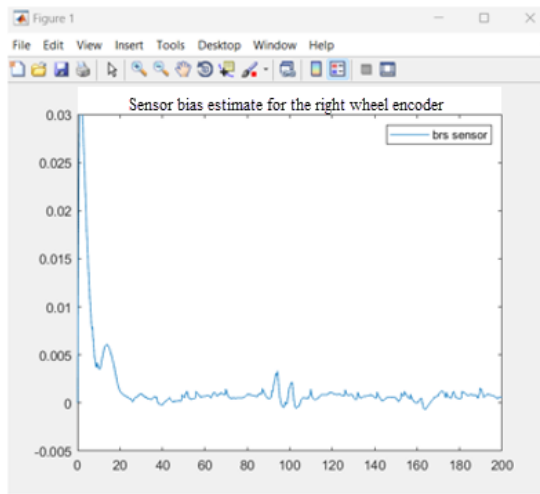 Figure 1
File Edit View Insert Tools Desktop Window Help
Sensor bias estimate for the right wheel encoder
brs sensor
0.03
0.025
0.02
0.015
0.01
0.005
0
-0.005
0 20 40 60 80 100 120 140 160 180 200